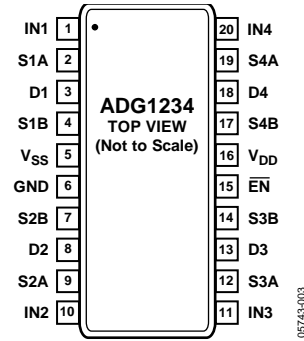 IN1 1
S1A 2
D1 3
S1B 4
VSS 5
GND 6
S2B 7
D2 8
S2A 9
IN2 10
ADG1234
TOP VIEW
(Not to Scale)
20 IN4
19 S4A
18 D4
17 S4B
16 VDD
15 E̅N̅
14 S3B
13 D3
12 S3A
11 IN3
05743-003